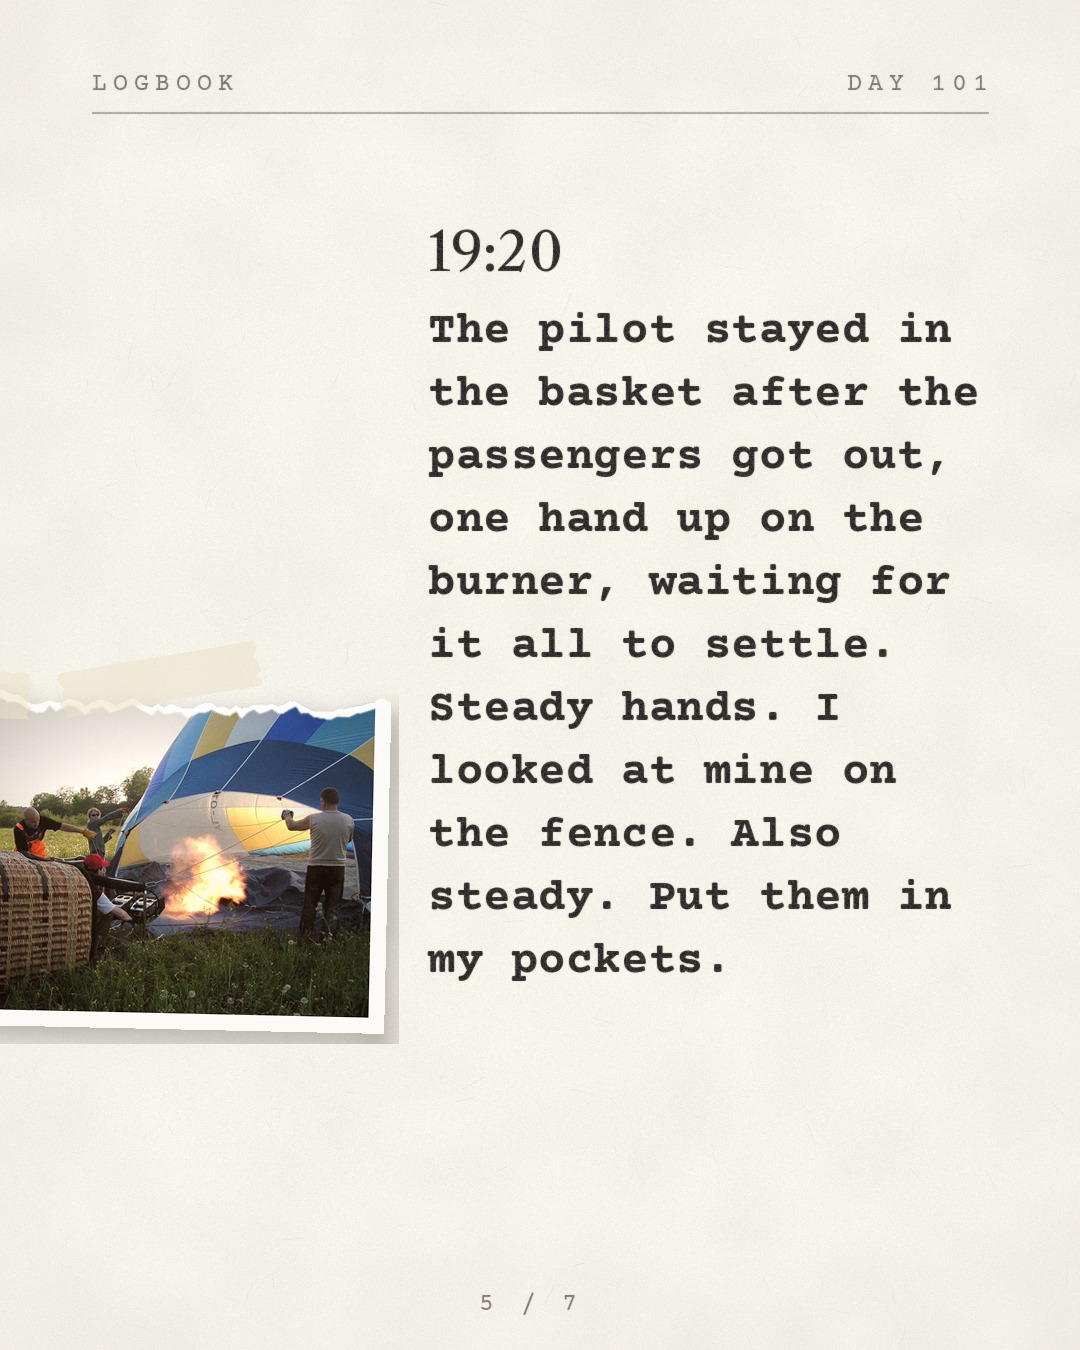 LOGBOOK
DAY 101
19:20
The pilot stayed in
the basket after the
passengers got out,
one hand up on the
burner, waiting for
it all to settle.
Steady hands. I
looked at mine on
the fence. Also
steady. Put them in
my pockets.
5 / 7